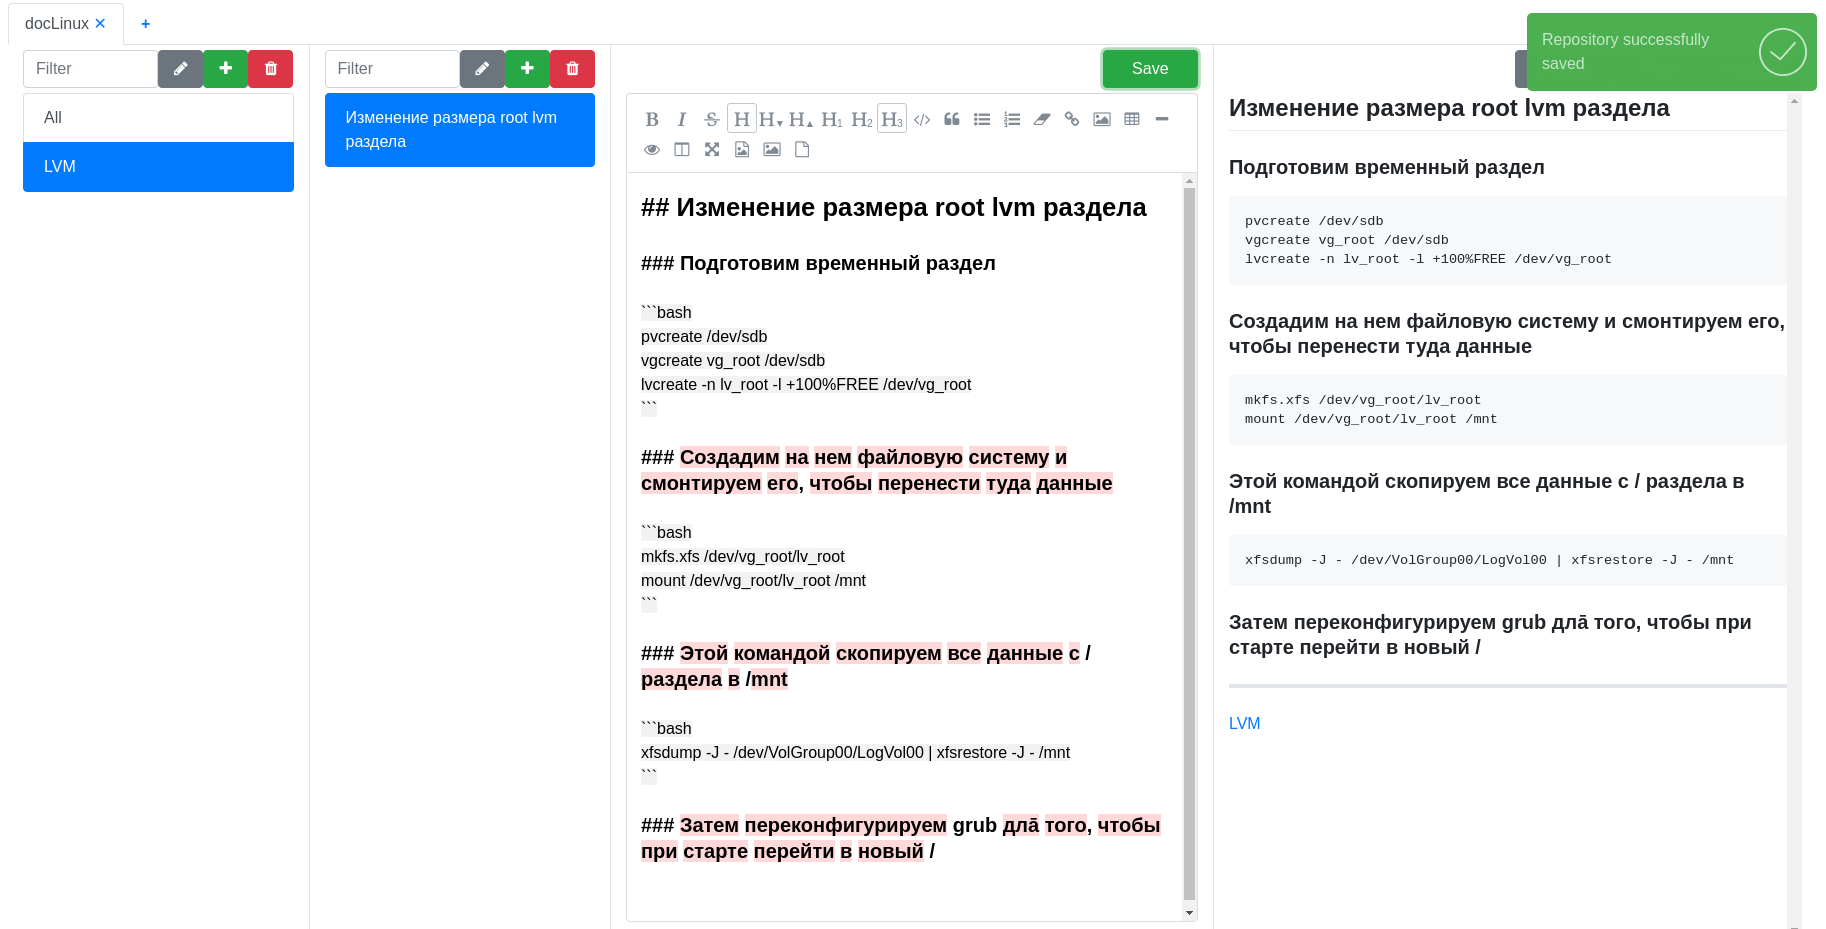 docLinux ✕ +
Filter
All
LVM
Filter
Изменение размера root lvm
раздела
Save
B I S H H▼ H▲ H1 H2 H3 </>
## Изменение размера root lvm раздела
### Подготовим временный раздел
```bash
pvcreate /dev/sdb
vgcreate vg_root /dev/sdb
lvcreate -n lv_root -l +100%FREE /dev/vg_root
```
### Создадим на нем файловую систему и
смонтируем его, чтобы перенести туда данные
```bash
mkfs.xfs /dev/vg_root/lv_root
mount /dev/vg_root/lv_root /mnt
```
### Этой командой скопируем все данные с /
раздела в /mnt
```bash
xfsdump -J - /dev/VolGroup00/LogVol00 | xfsrestore -J - /mnt
```
### Затем переконфигурируем grub длā того, чтобы
при старте перейти в новый /
Repository successfully
saved
Изменение размера root lvm раздела
Подготовим временный раздел
pvcreate /dev/sdb
vgcreate vg_root /dev/sdb
lvcreate -n lv_root -l +100%FREE /dev/vg_root
Создадим на нем файловую систему и смонтируем его,
чтобы перенести туда данные
mkfs.xfs /dev/vg_root/lv_root
mount /dev/vg_root/lv_root /mnt
Этой командой скопируем все данные с / раздела в
/mnt
xfsdump -J - /dev/VolGroup00/LogVol00 | xfsrestore -J - /mnt
Затем переконфигурируем grub длā того, чтобы при
старте перейти в новый /
LVM